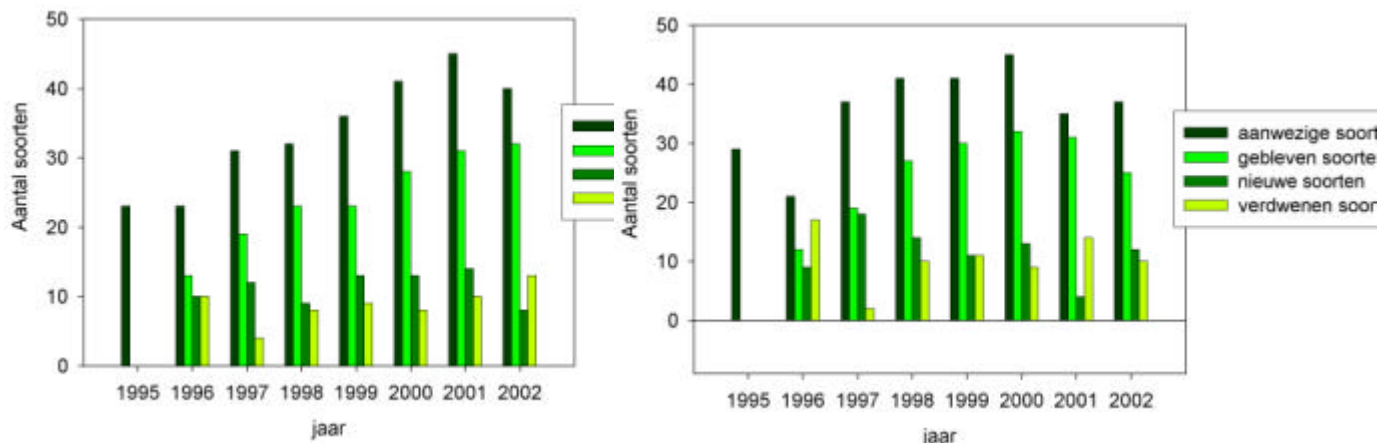 50
40
30
20
10
0
Aantal soorten
1995 1996 1997 1998 1999 2000 2001 2002
jaar
50
40
30
20
10
0
Aantal soorten
1995 1996 1997 1998 1999 2000 2001 2002
jaar
aanwezige soort
gebleven soorte
nieuwe soorten
verdwenen soort